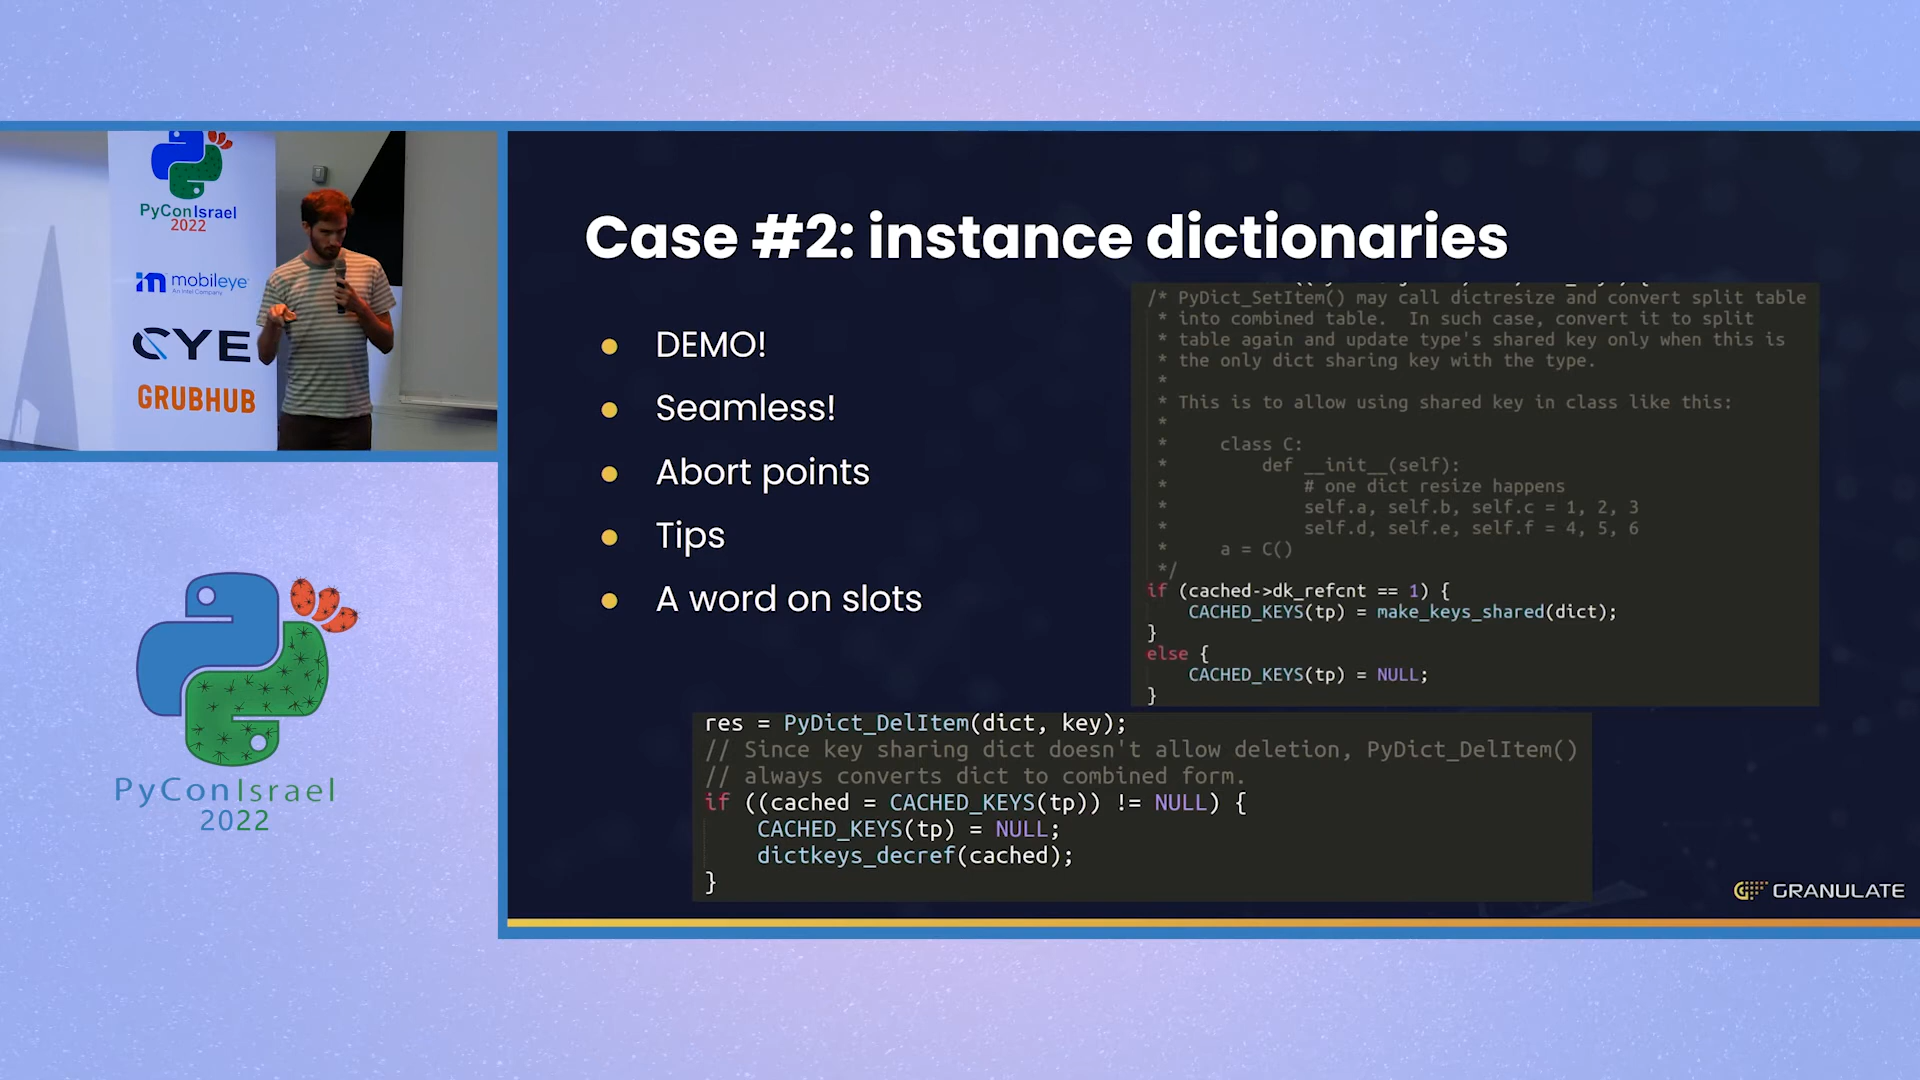 PyConIsrael
2022
mobileye
An Intel Company
CYE
GRUBHUB
PyConIsrael
2022
Case #2: instance dictionaries
● DEMO!
● Seamless!
● Abort points
● Tips
● A word on slots
/* PyDict_SetItem() may call dictresize and convert split table
 * into combined table.  In such case, convert it to split
 * table again and update type's shared key only when this is
 * the only dict sharing key with the type.
 *
 * This is to allow using shared key in class like this:
 *
 *     class C:
 *         def __init__(self):
 *             # one dict resize happens
 *             self.a, self.b, self.c = 1, 2, 3
 *             self.d, self.e, self.f = 4, 5, 6
 *     a = C()
 */
if (cached->dk_refcnt == 1) {
    CACHED_KEYS(tp) = make_keys_shared(dict);
}
else {
    CACHED_KEYS(tp) = NULL;
}
res = PyDict_DelItem(dict, key);
// Since key sharing dict doesn't allow deletion, PyDict_DelItem()
// always converts dict to combined form.
if ((cached = CACHED_KEYS(tp)) != NULL) {
    CACHED_KEYS(tp) = NULL;
    dictkeys_decref(cached);
}
GRANULATE